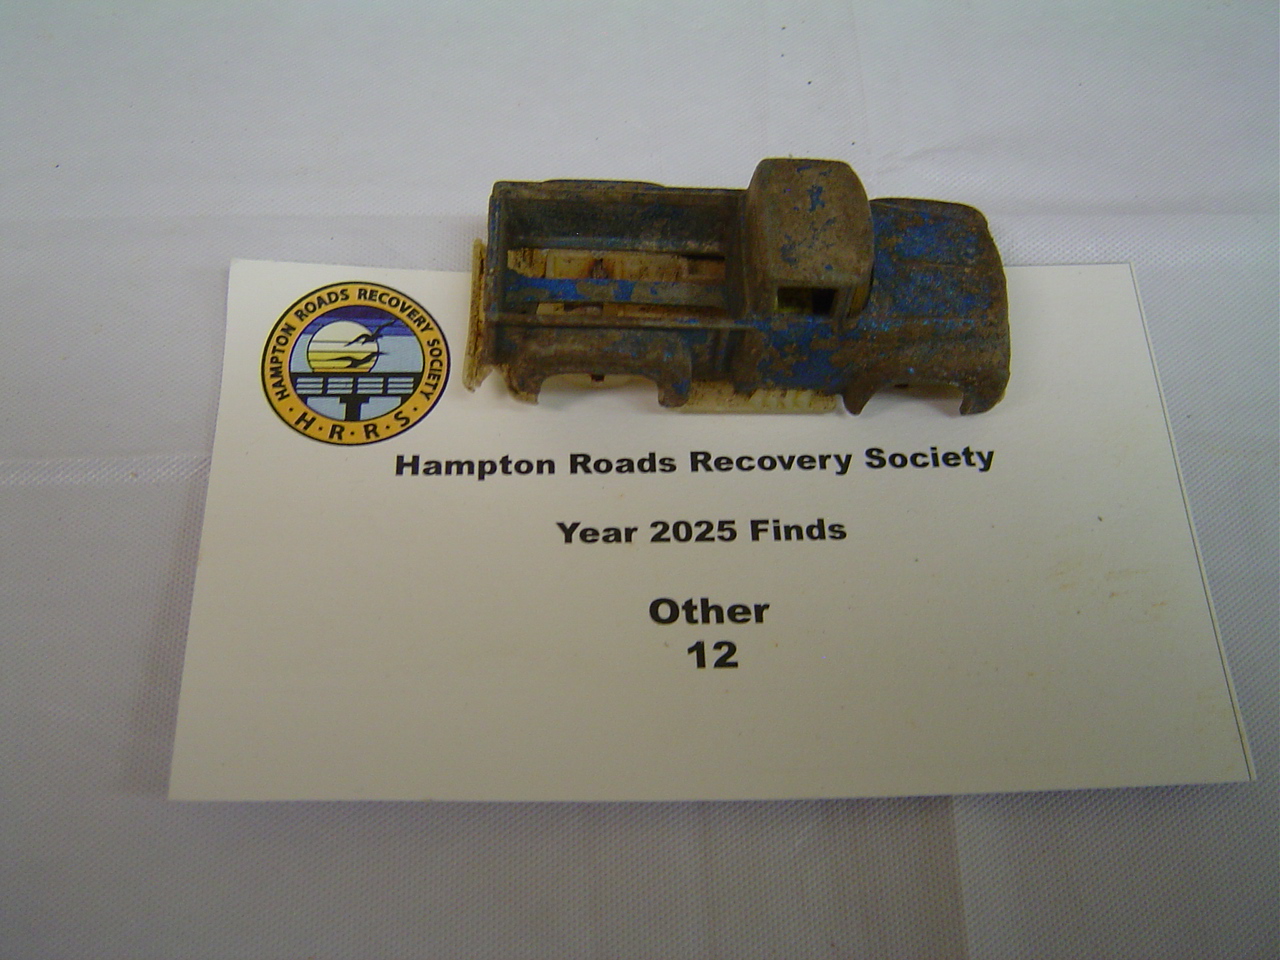 HAMPTON ROADS RECOVERY SOCIETY
· H · R · R · S ·
Hampton Roads Recovery Society
Year 2025 Finds
Other
12